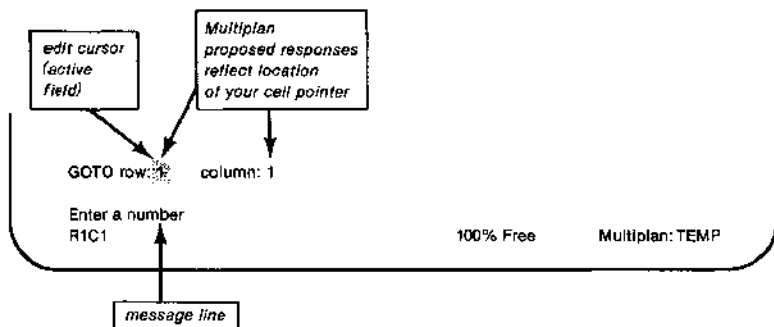 edit cursor
(active
field)
Multiplan
proposed responses
reflect location
of your cell pointer
GOTO row: 1 column: 1
Enter a number
R1C1 100% Free Multiplan: TEMP
message line